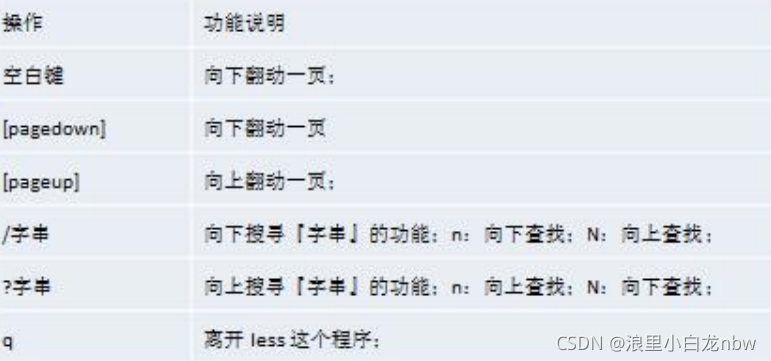 操作 功能说明
空白键 向下翻动一页；
[pagedown] 向下翻动一页
[pageup] 向上翻动一页；
/字串 向下搜寻『字串』的功能；n：向下查找；N：向上查找；
?字串 向上搜寻『字串』的功能；n：向上查找；N：向下查找；
q 离开 less 这个程序；
CSDN @浪里小白龙nbw